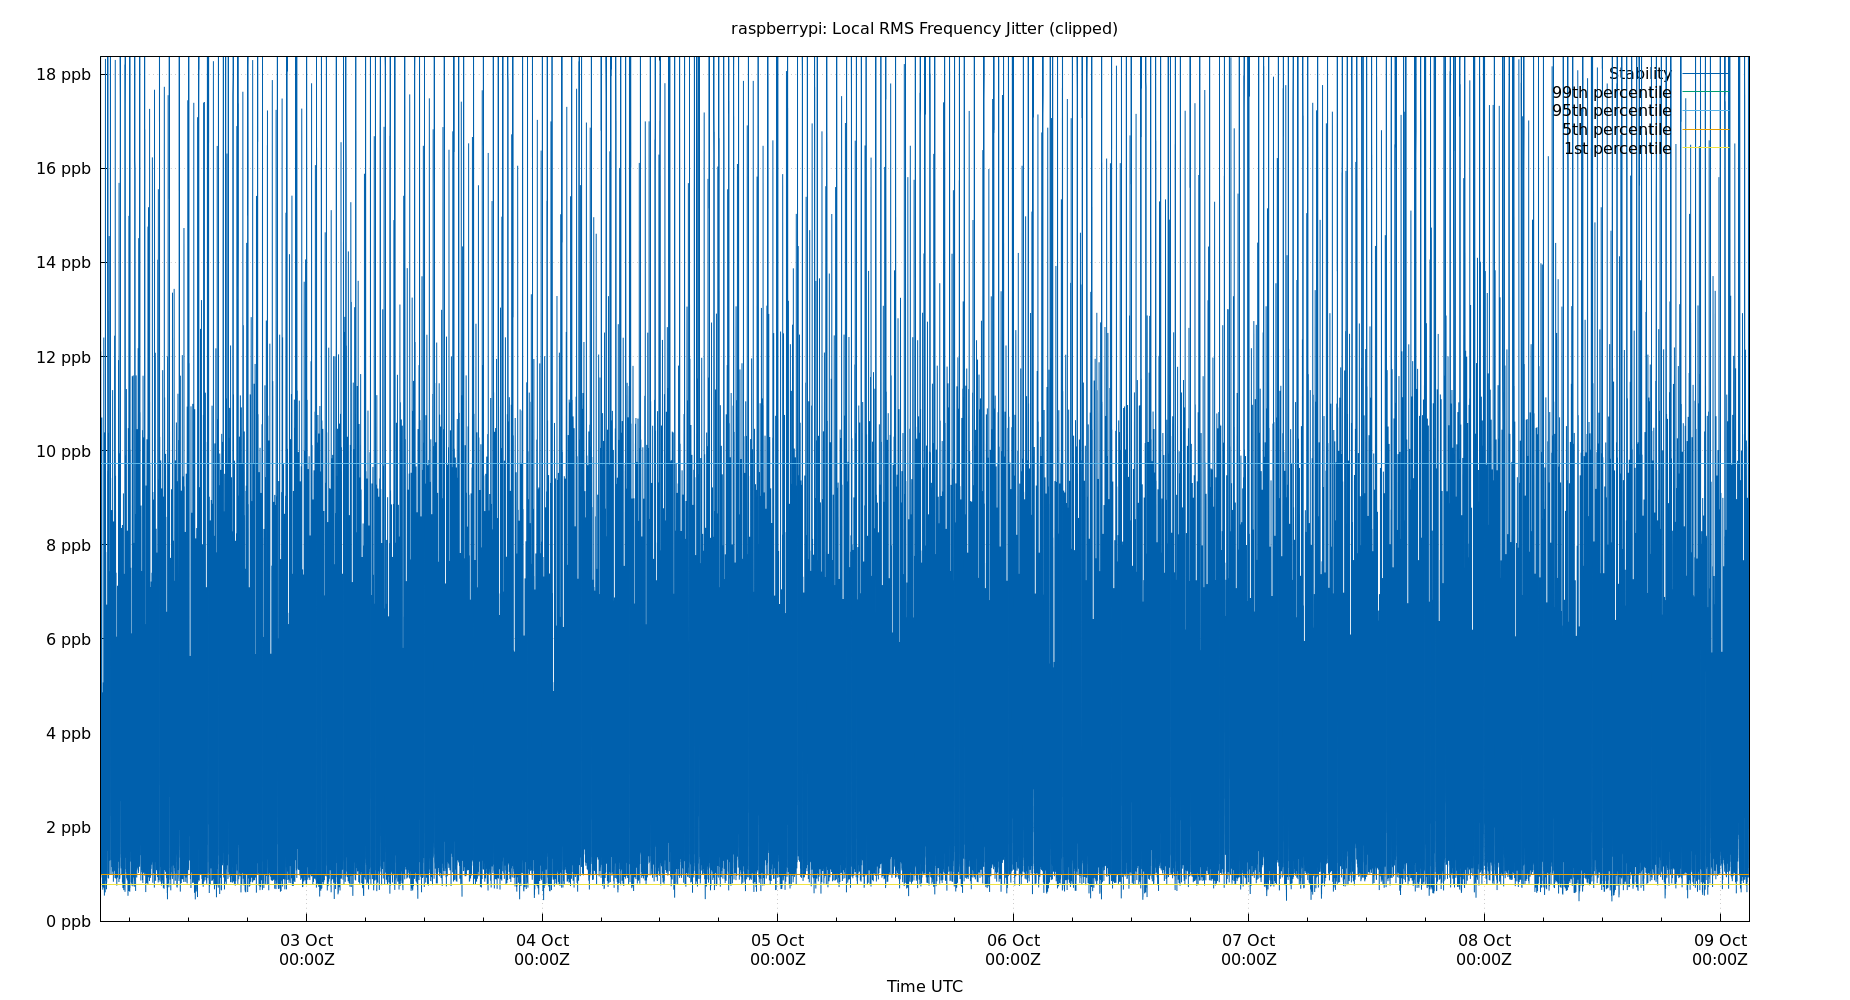 raspberrypi: Local RMS Frequency Jitter (clipped)
18 ppb
16 ppb
14 ppb
12 ppb
10 ppb
8 ppb
6 ppb
4 ppb
2 ppb
0 ppb
Stability
99th percentile
95th percentile
5th percentile
1st percentile
03 Oct
00:00Z
04 Oct
00:00Z
05 Oct
00:00Z
06 Oct
00:00Z
07 Oct
00:00Z
08 Oct
00:00Z
09 Oct
00:00Z
Time UTC